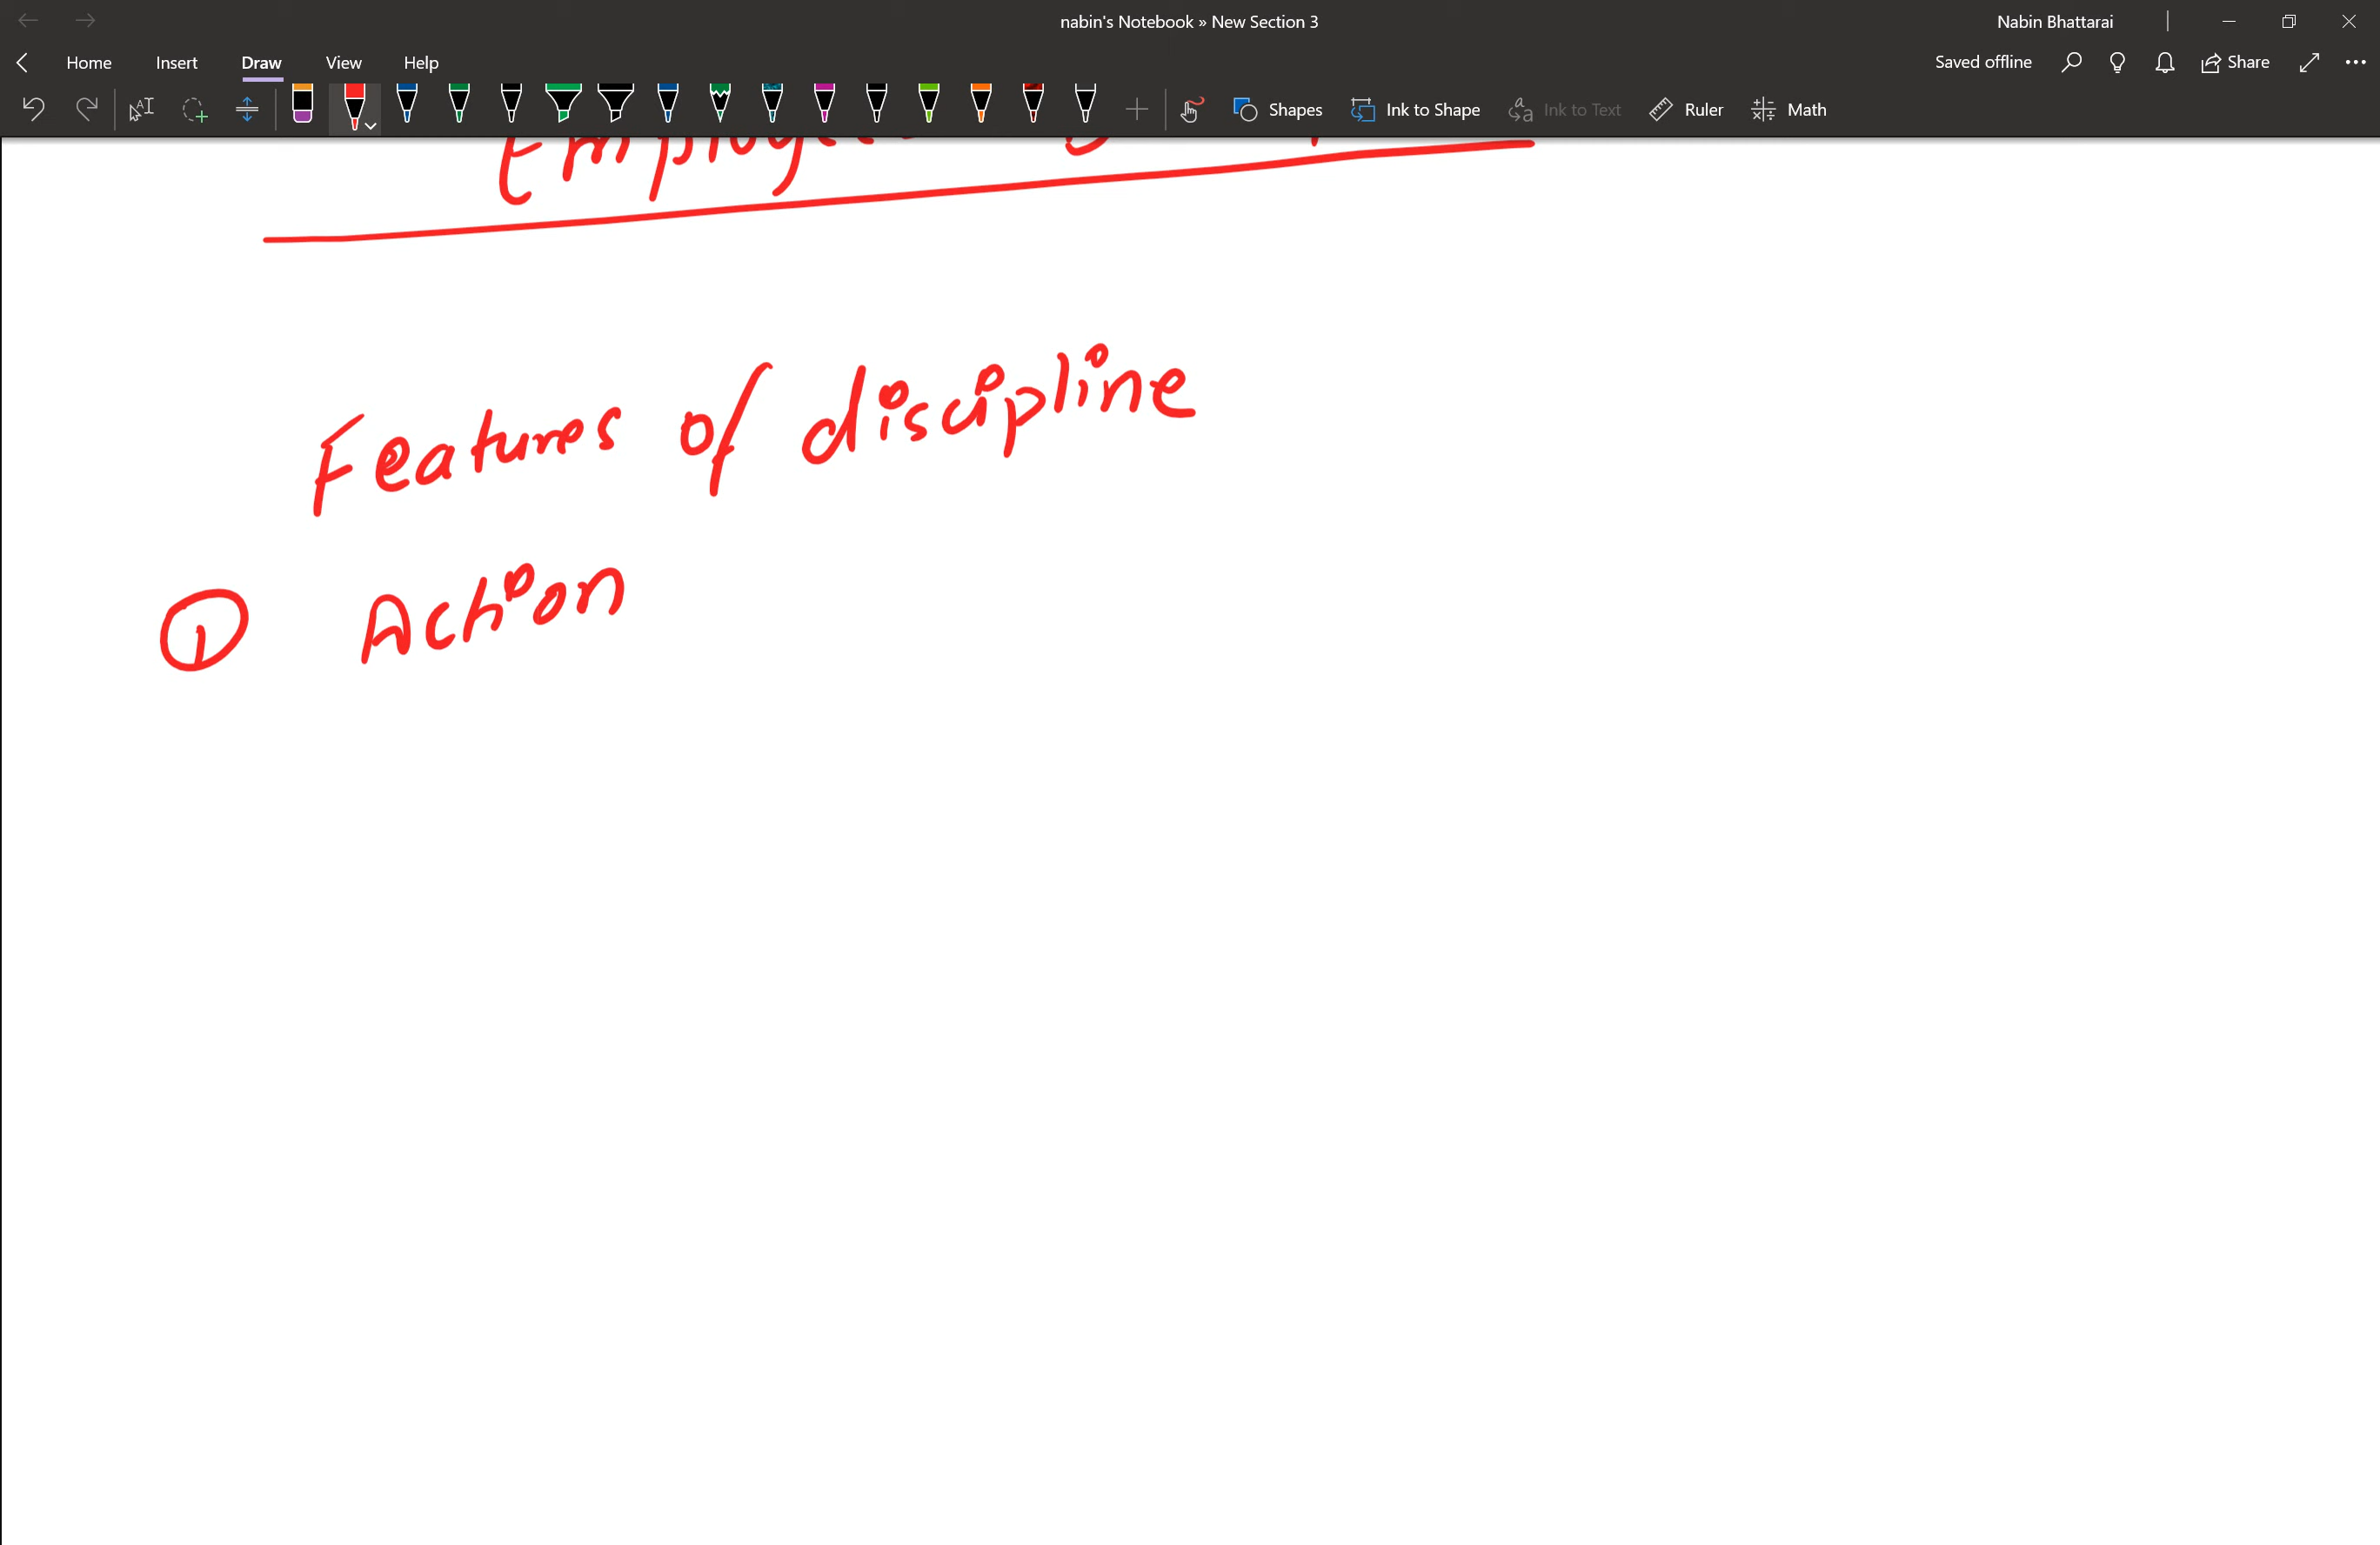 nabin's Notebook » New Section 3
Nabin Bhattarai
Home Insert Draw View Help
Saved offline
Share
Shapes Ink to Shape Ink to Text Ruler Math
Features of discipline
① Action